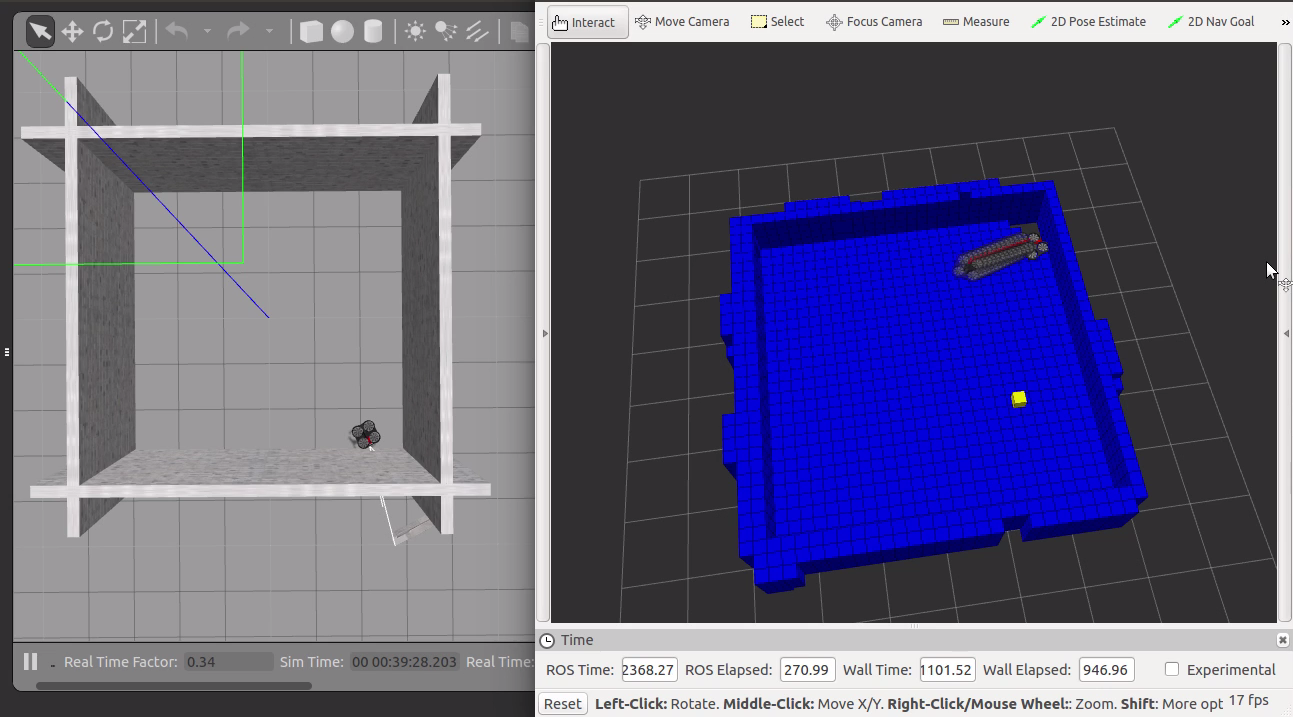 Interact Move Camera Select Focus Camera Measure 2D Pose Estimate 2D Nav Goal »
Time
Real Time Factor: 0.34 Sim Time: 00 00:39:28.203 Real Time:
ROS Time: 2368.27 ROS Elapsed: 270.99 Wall Time: 1101.52 Wall Elapsed: 946.96 Experimental
Reset Left-Click: Rotate. Middle-Click: Move X/Y. Right-Click/Mouse Wheel:: Zoom. Shift: More opt 17 fps